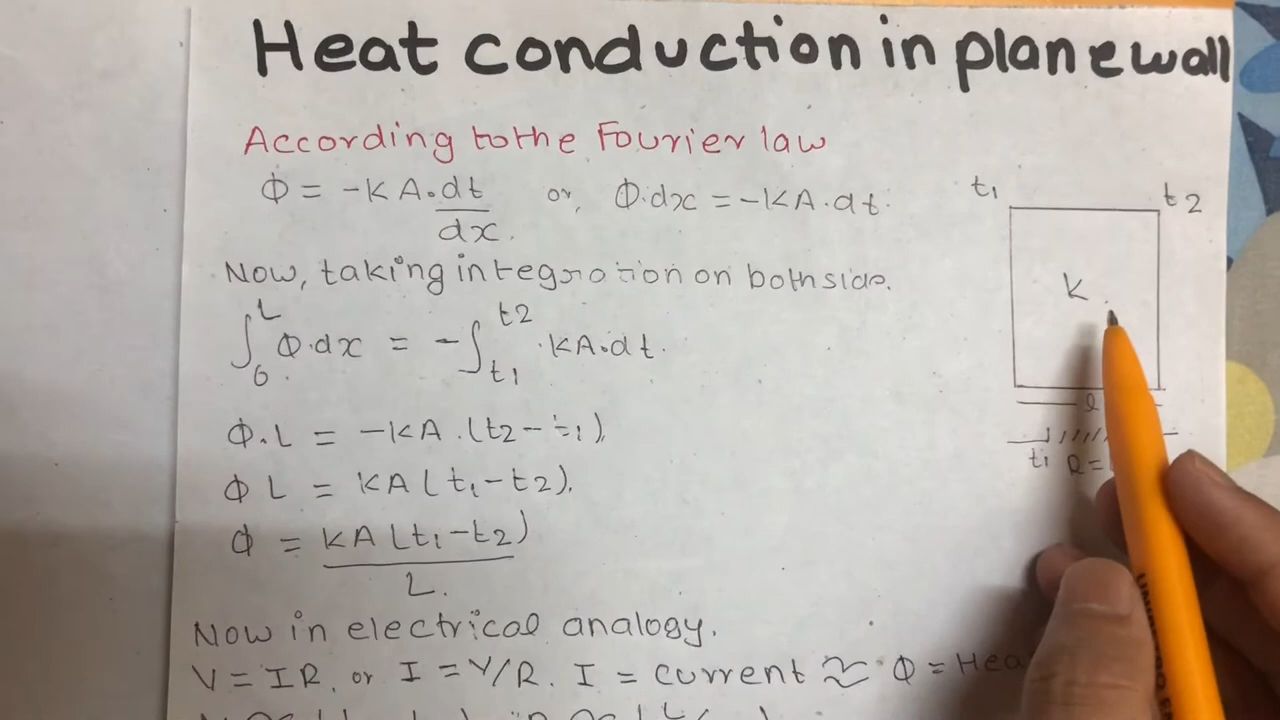 Heat conduction in plane wall
According to the Fourier law
Φ = -KA.dt/dx. or, Φ.dx = -KA.dt.
t1 t2
Now, taking integration on both side.
K
∫0L Φ.dx = -∫t1t2 .KA.dt.
l
Φ.L = -KA.(t2-t1),
t1 R=
ΦL = KA(t1-t2),
Φ = KA(t1-t2)/L.
Now in electrical analogy.
V = IR, or I = V/R. I = current ≈ Φ = Hea